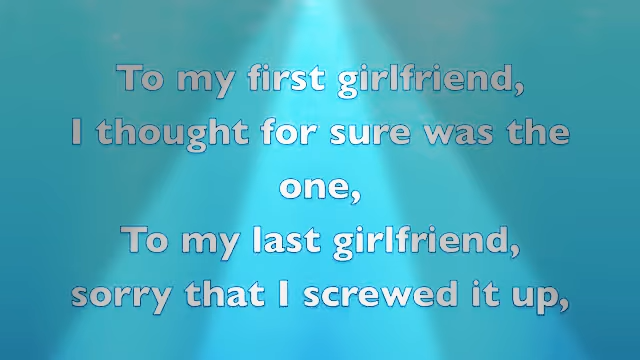 To my first girlfriend,
I thought for sure was the
one,
To my last girlfriend,
sorry that I screwed it up,